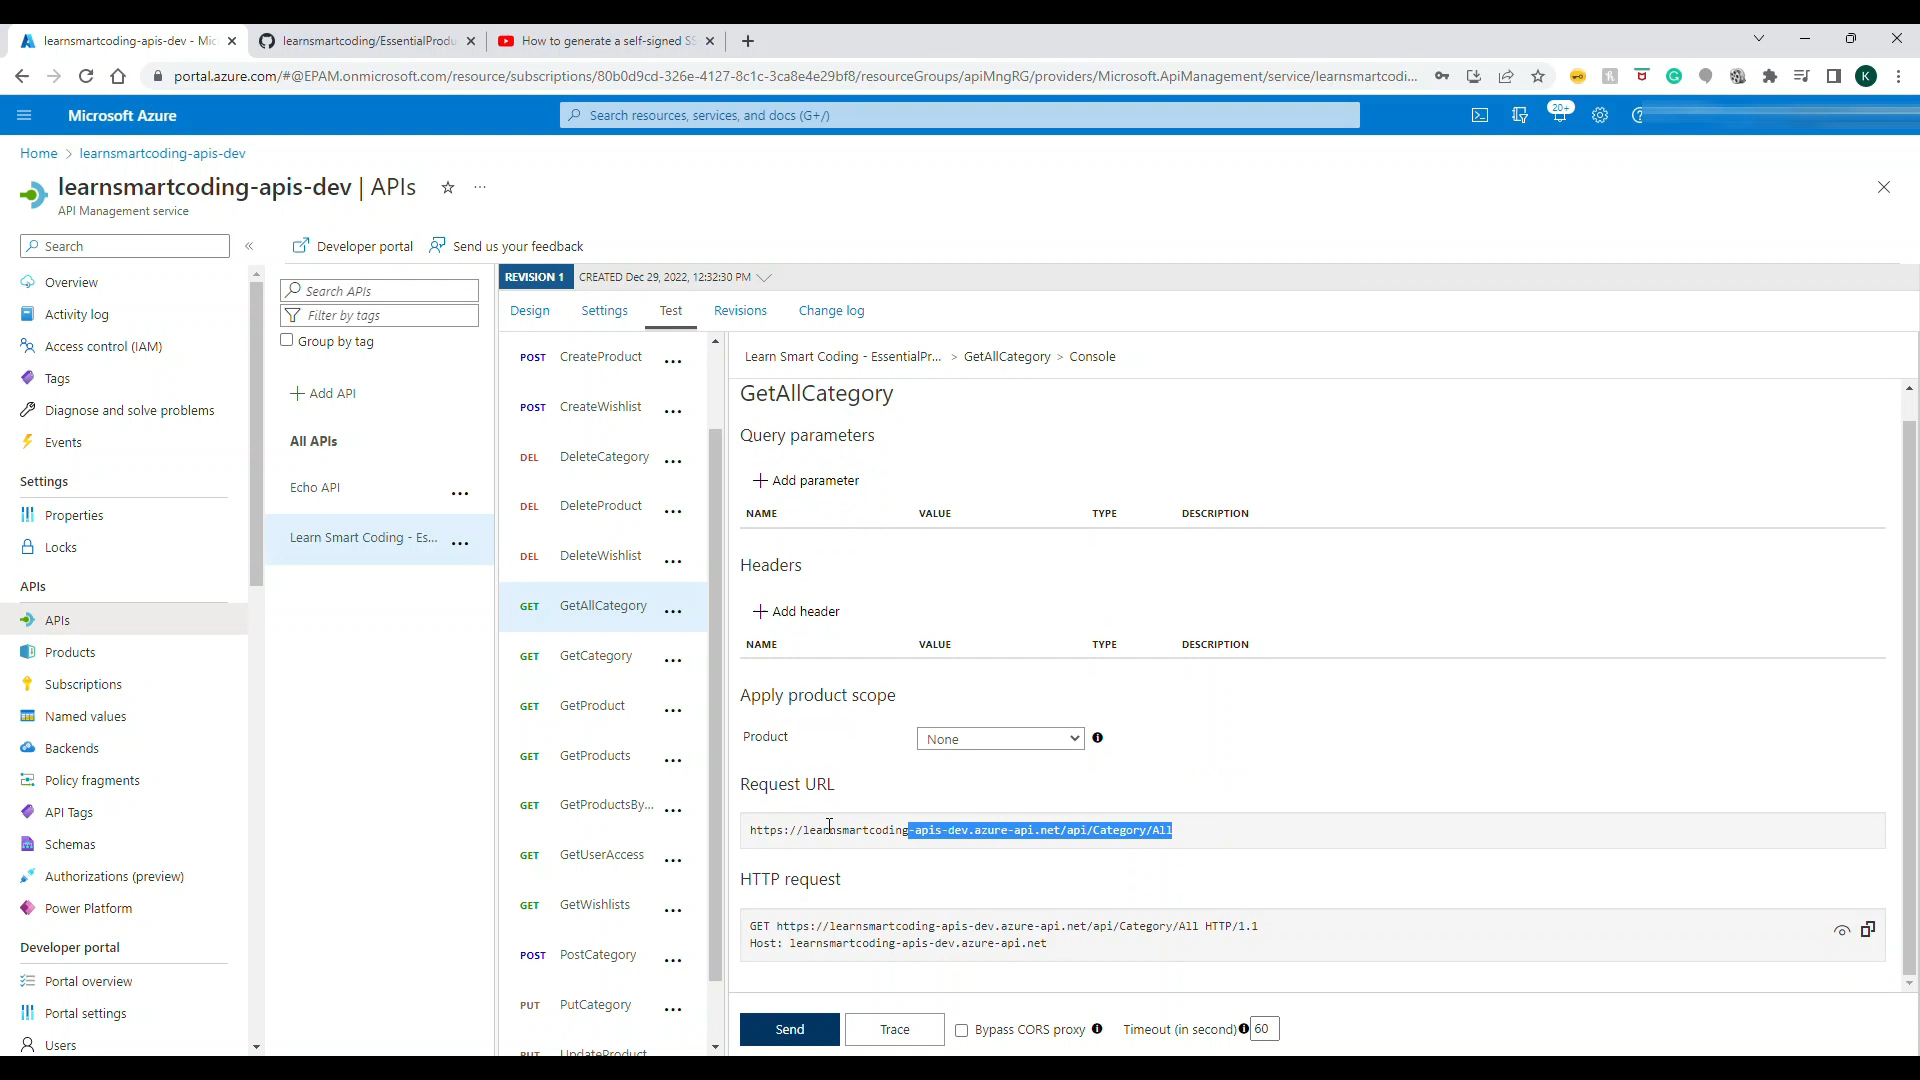 learnsmartcoding-apis-dev - Mic
learnsmartcoding/EssentialProdu
How to generate a self-signed SS
portal.azure.com/#@EPAM.onmicrosoft.com/resource/subscriptions/80b0d9cd-326e-4127-8c1c-3ca8e4e29bf8/resourceGroups/apiMngRG/providers/Microsoft.ApiManagement/service/learnsmartcodi...
K
Microsoft Azure
Search resources, services, and docs (G+/)
20+
Home > learnsmartcoding-apis-dev
learnsmartcoding-apis-dev | APIs
API Management service
Search
Overview
Activity log
Access control (IAM)
Tags
Diagnose and solve problems
Events
Settings
Properties
Locks
APIs
APIs
Products
Subscriptions
Named values
Backends
Policy fragments
API Tags
Schemas
Authorizations (preview)
Power Platform
Developer portal
Portal overview
Portal settings
Users
Developer portal
Send us your feedback
Search APIs
Filter by tags
Group by tag
Add API
All APIs
Echo API
Learn Smart Coding - Es...
REVISION 1 CREATED Dec 29, 2022, 12:32:30 PM
Design Settings Test Revisions Change log
POST CreateProduct
POST CreateWishlist
DEL DeleteCategory
DEL DeleteProduct
DEL DeleteWishlist
GET GetAllCategory
GET GetCategory
GET GetProduct
GET GetProducts
GET GetProductsBy...
GET GetUserAccess
GET GetWishlists
POST PostCategory
PUT PutCategory
PUT UpdateProduct
Learn Smart Coding - EssentialPr... > GetAllCategory > Console
GetAllCategory
Query parameters
Add parameter
NAME VALUE TYPE DESCRIPTION
Headers
Add header
NAME VALUE TYPE DESCRIPTION
Apply product scope
Product None
Request URL
https://learnsmartcoding-apis-dev.azure-api.net/api/Category/All
HTTP request
GET https://learnsmartcoding-apis-dev.azure-api.net/api/Category/All HTTP/1.1
Host: learnsmartcoding-apis-dev.azure-api.net
Send Trace Bypass CORS proxy Timeout (in second) 60